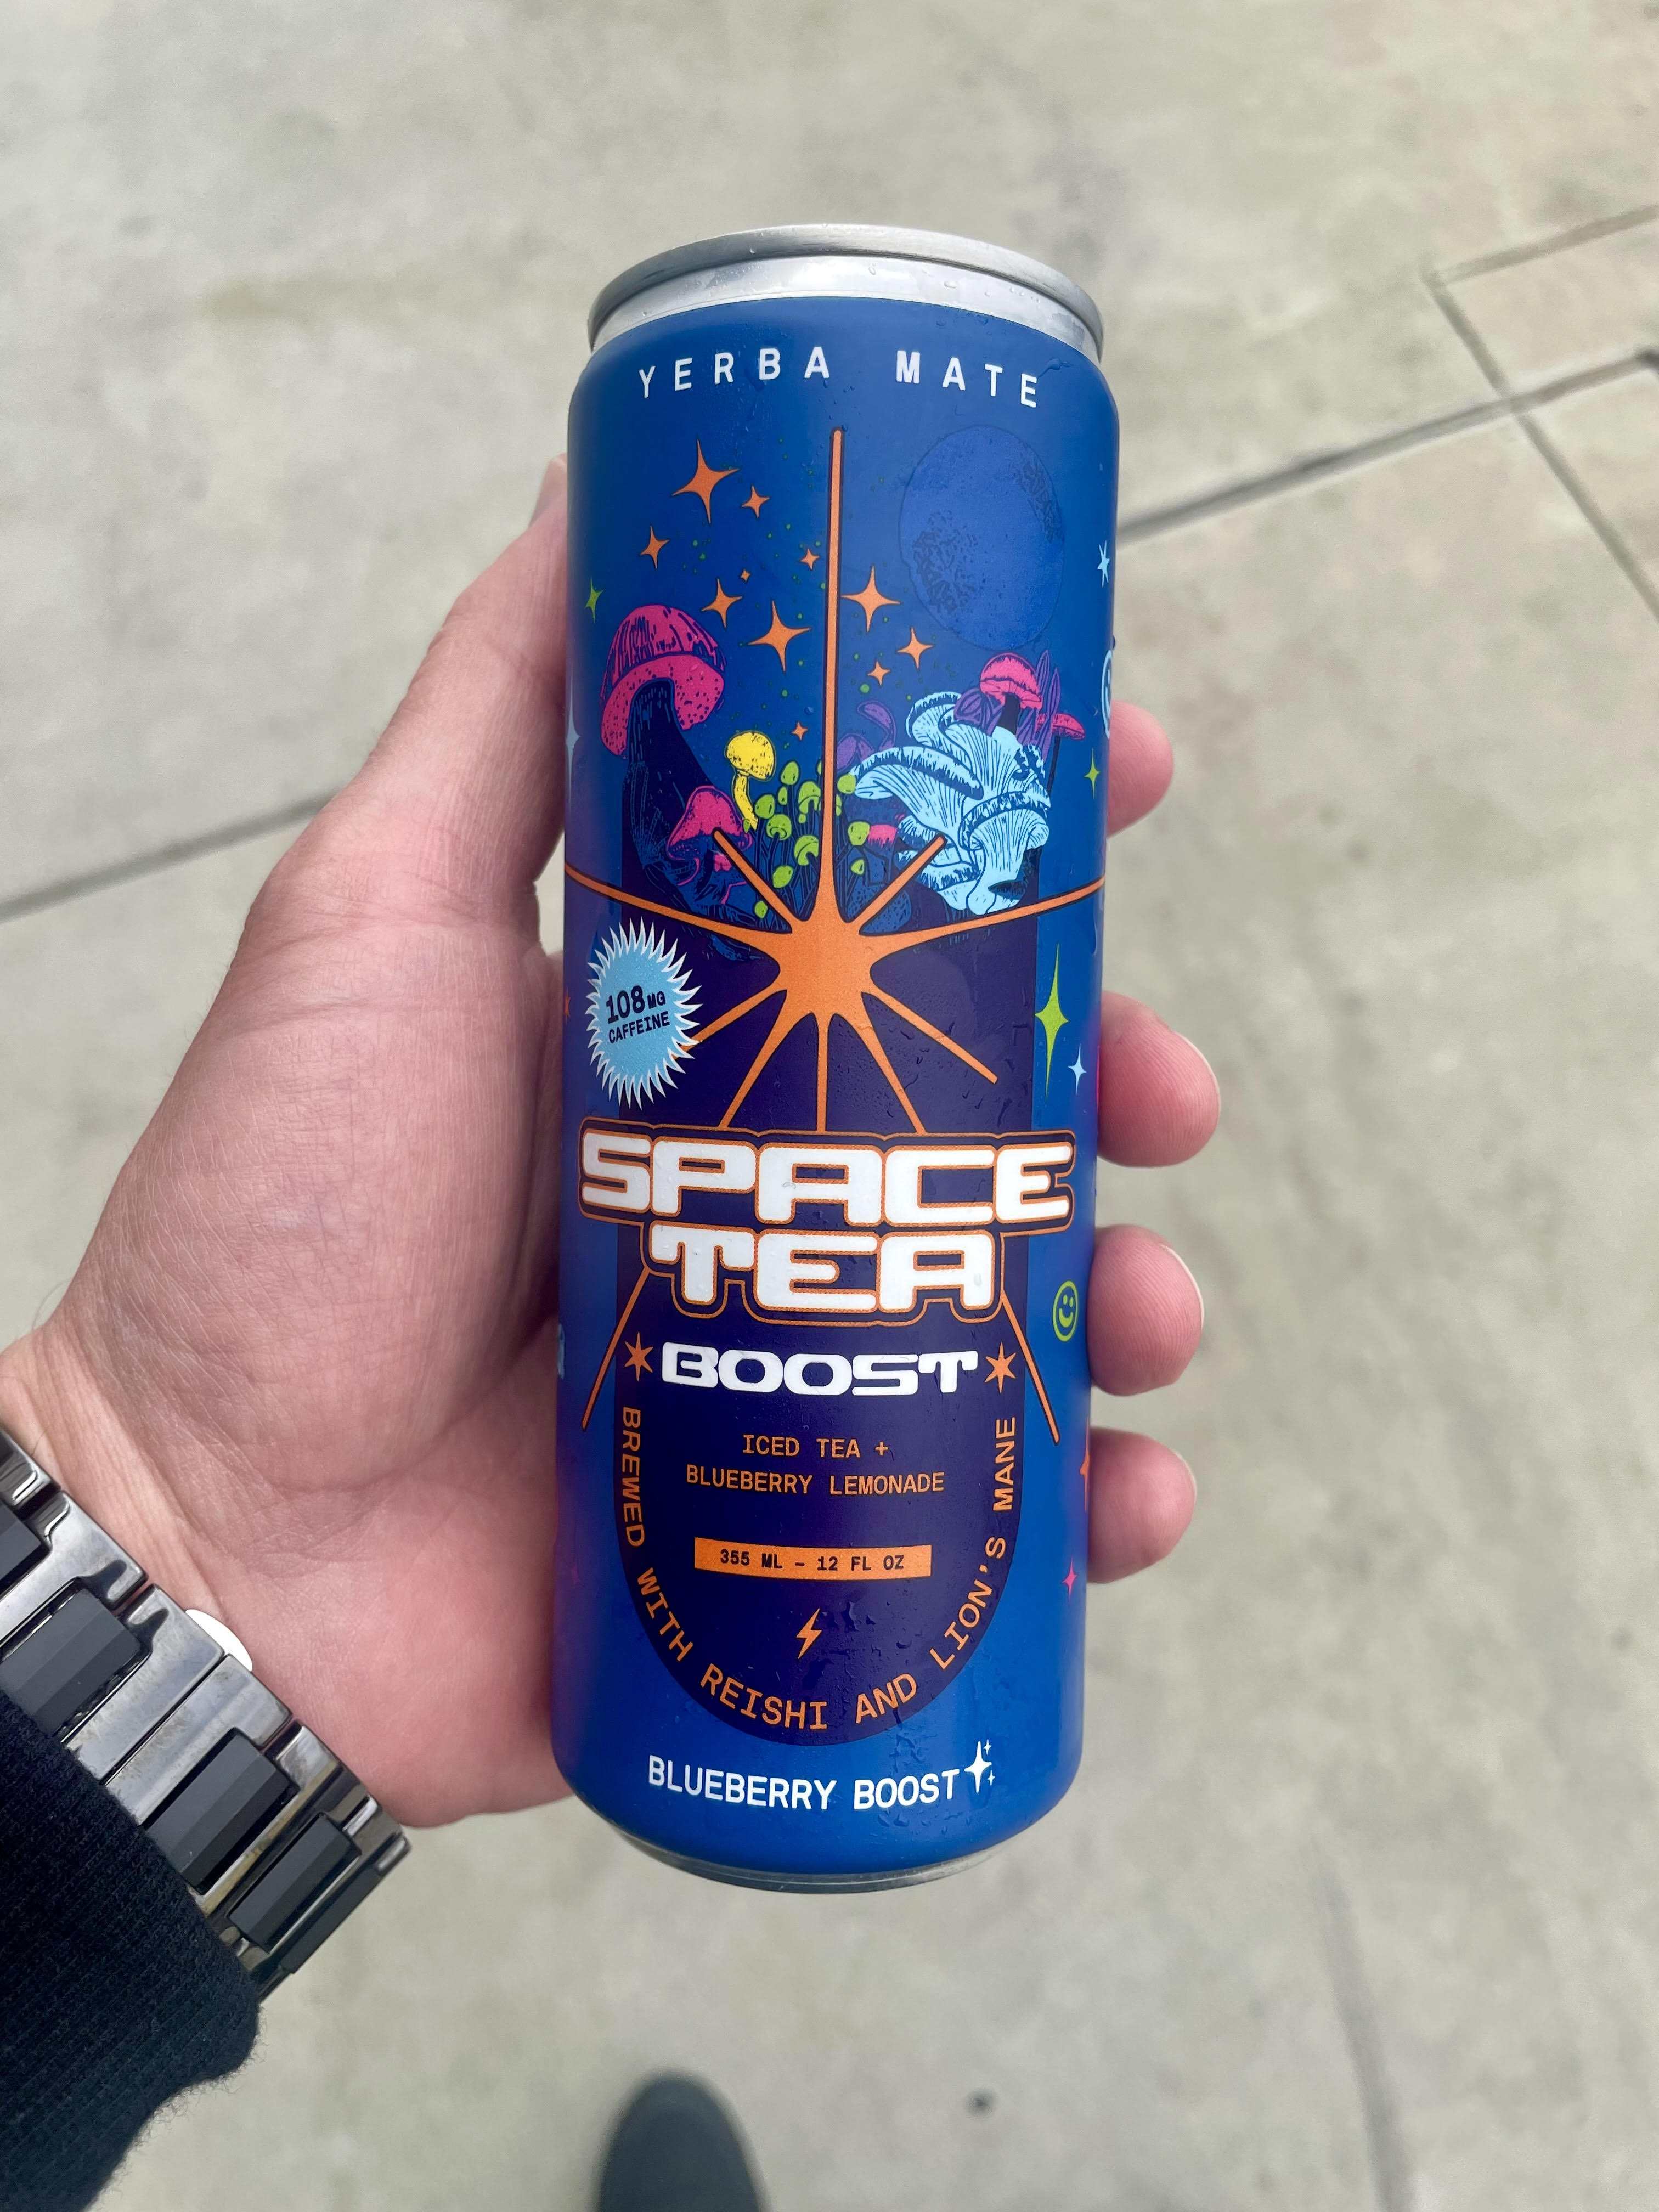 YERBA MATE
108MG
CAFFEINE
SPACE
TEA
BOOST
ICED TEA +
BLUEBERRY LEMONADE
355 ML – 12 FL OZ
BREWED WITH REISHI AND LION'S MANE
BLUEBERRY BOOST